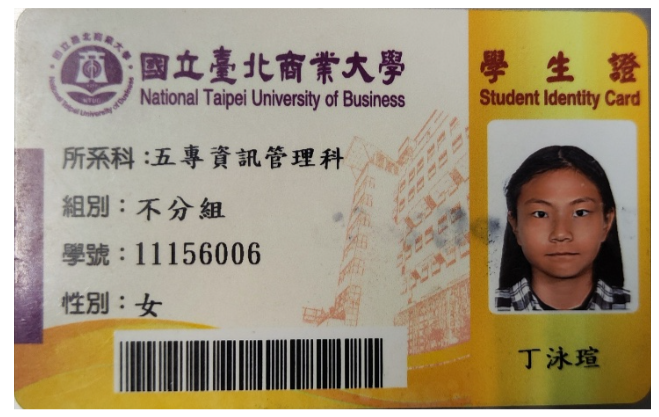 國立臺北商業大學
National Taipei University of Business
學生證
Student Identity Card
所系科：五專資訊管理科
組別：不分組
學號：11156006
性別：女
丁泳瑄